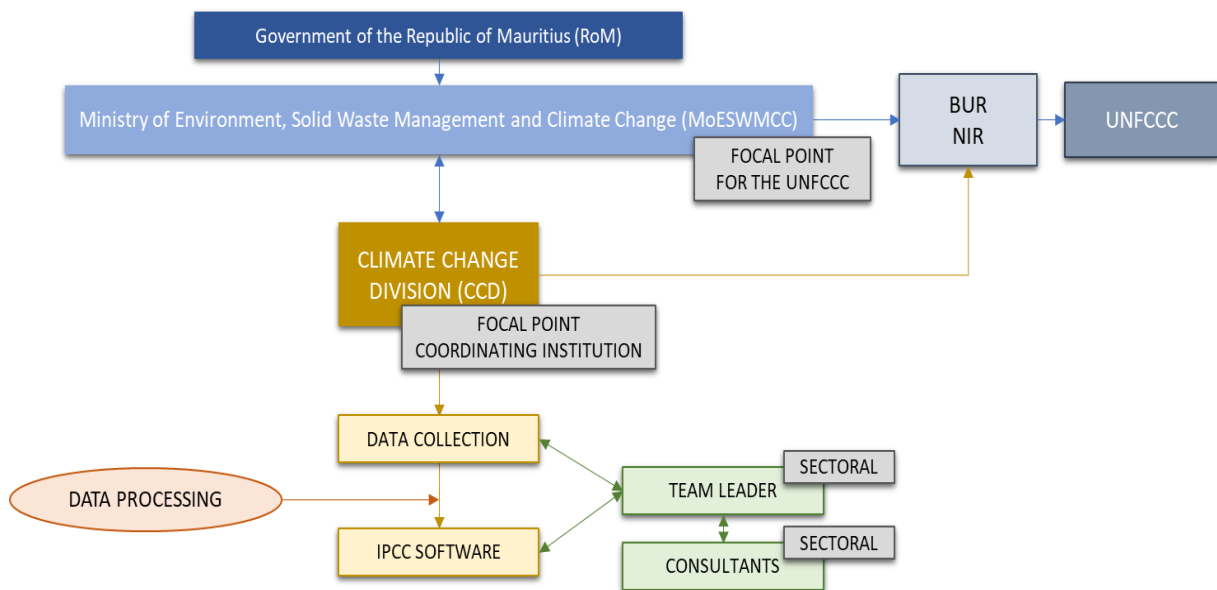 Government of the Republic of Mauritius (RoM)
Ministry of Environment, Solid Waste Management and Climate Change (MoESWMCC)
FOCAL POINT
FOR THE UNFCCC
BUR
NIR
UNFCCC
CLIMATE CHANGE
DIVISION (CCD)
FOCAL POINT
COORDINATING INSTITUTION
DATA COLLECTION
DATA PROCESSING
IPCC SOFTWARE
SECTORAL
TEAM LEADER
SECTORAL
CONSULTANTS